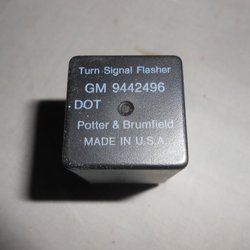 Turn Signal Flasher
GM 9442496
DOT
Potter & Brumfield
MADE IN U.S.A.